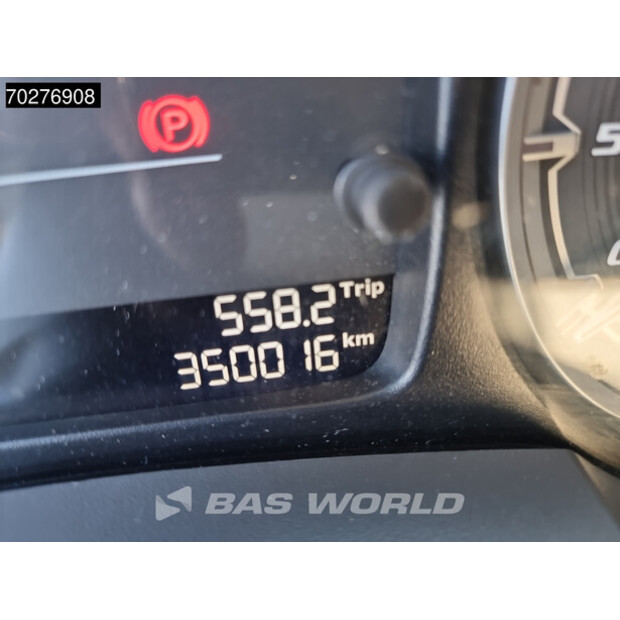 70276908
P
558.2 Trip
350016 km
BAS WORLD